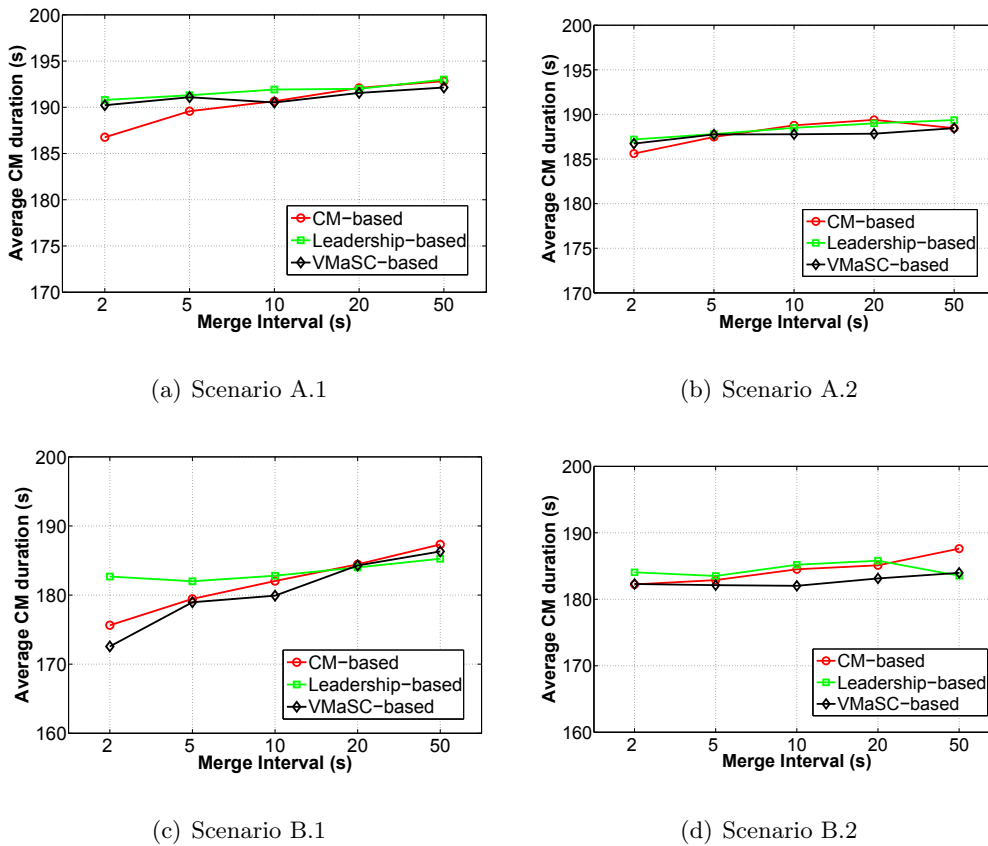 200
195
190
185
180
175
170
Average CM duration (s)
CM-based
Leadership-based
VMaSC-based
2 5 10 20 50
Merge Interval (s)
(a) Scenario A.1
200
195
190
185
180
175
170
Average CM duration (s)
CM-based
Leadership-based
VMaSC-based
2 5 10 20 50
Merge Interval (s)
(b) Scenario A.2
200
190
180
170
160
Average CM duration (s)
CM-based
Leadership-based
VMaSC-based
2 5 10 20 50
Merge Interval (s)
(c) Scenario B.1
200
190
180
170
160
Average CM duration (s)
CM-based
Leadership-based
VMaSC-based
2 5 10 20 50
Merge Interval (s)
(d) Scenario B.2